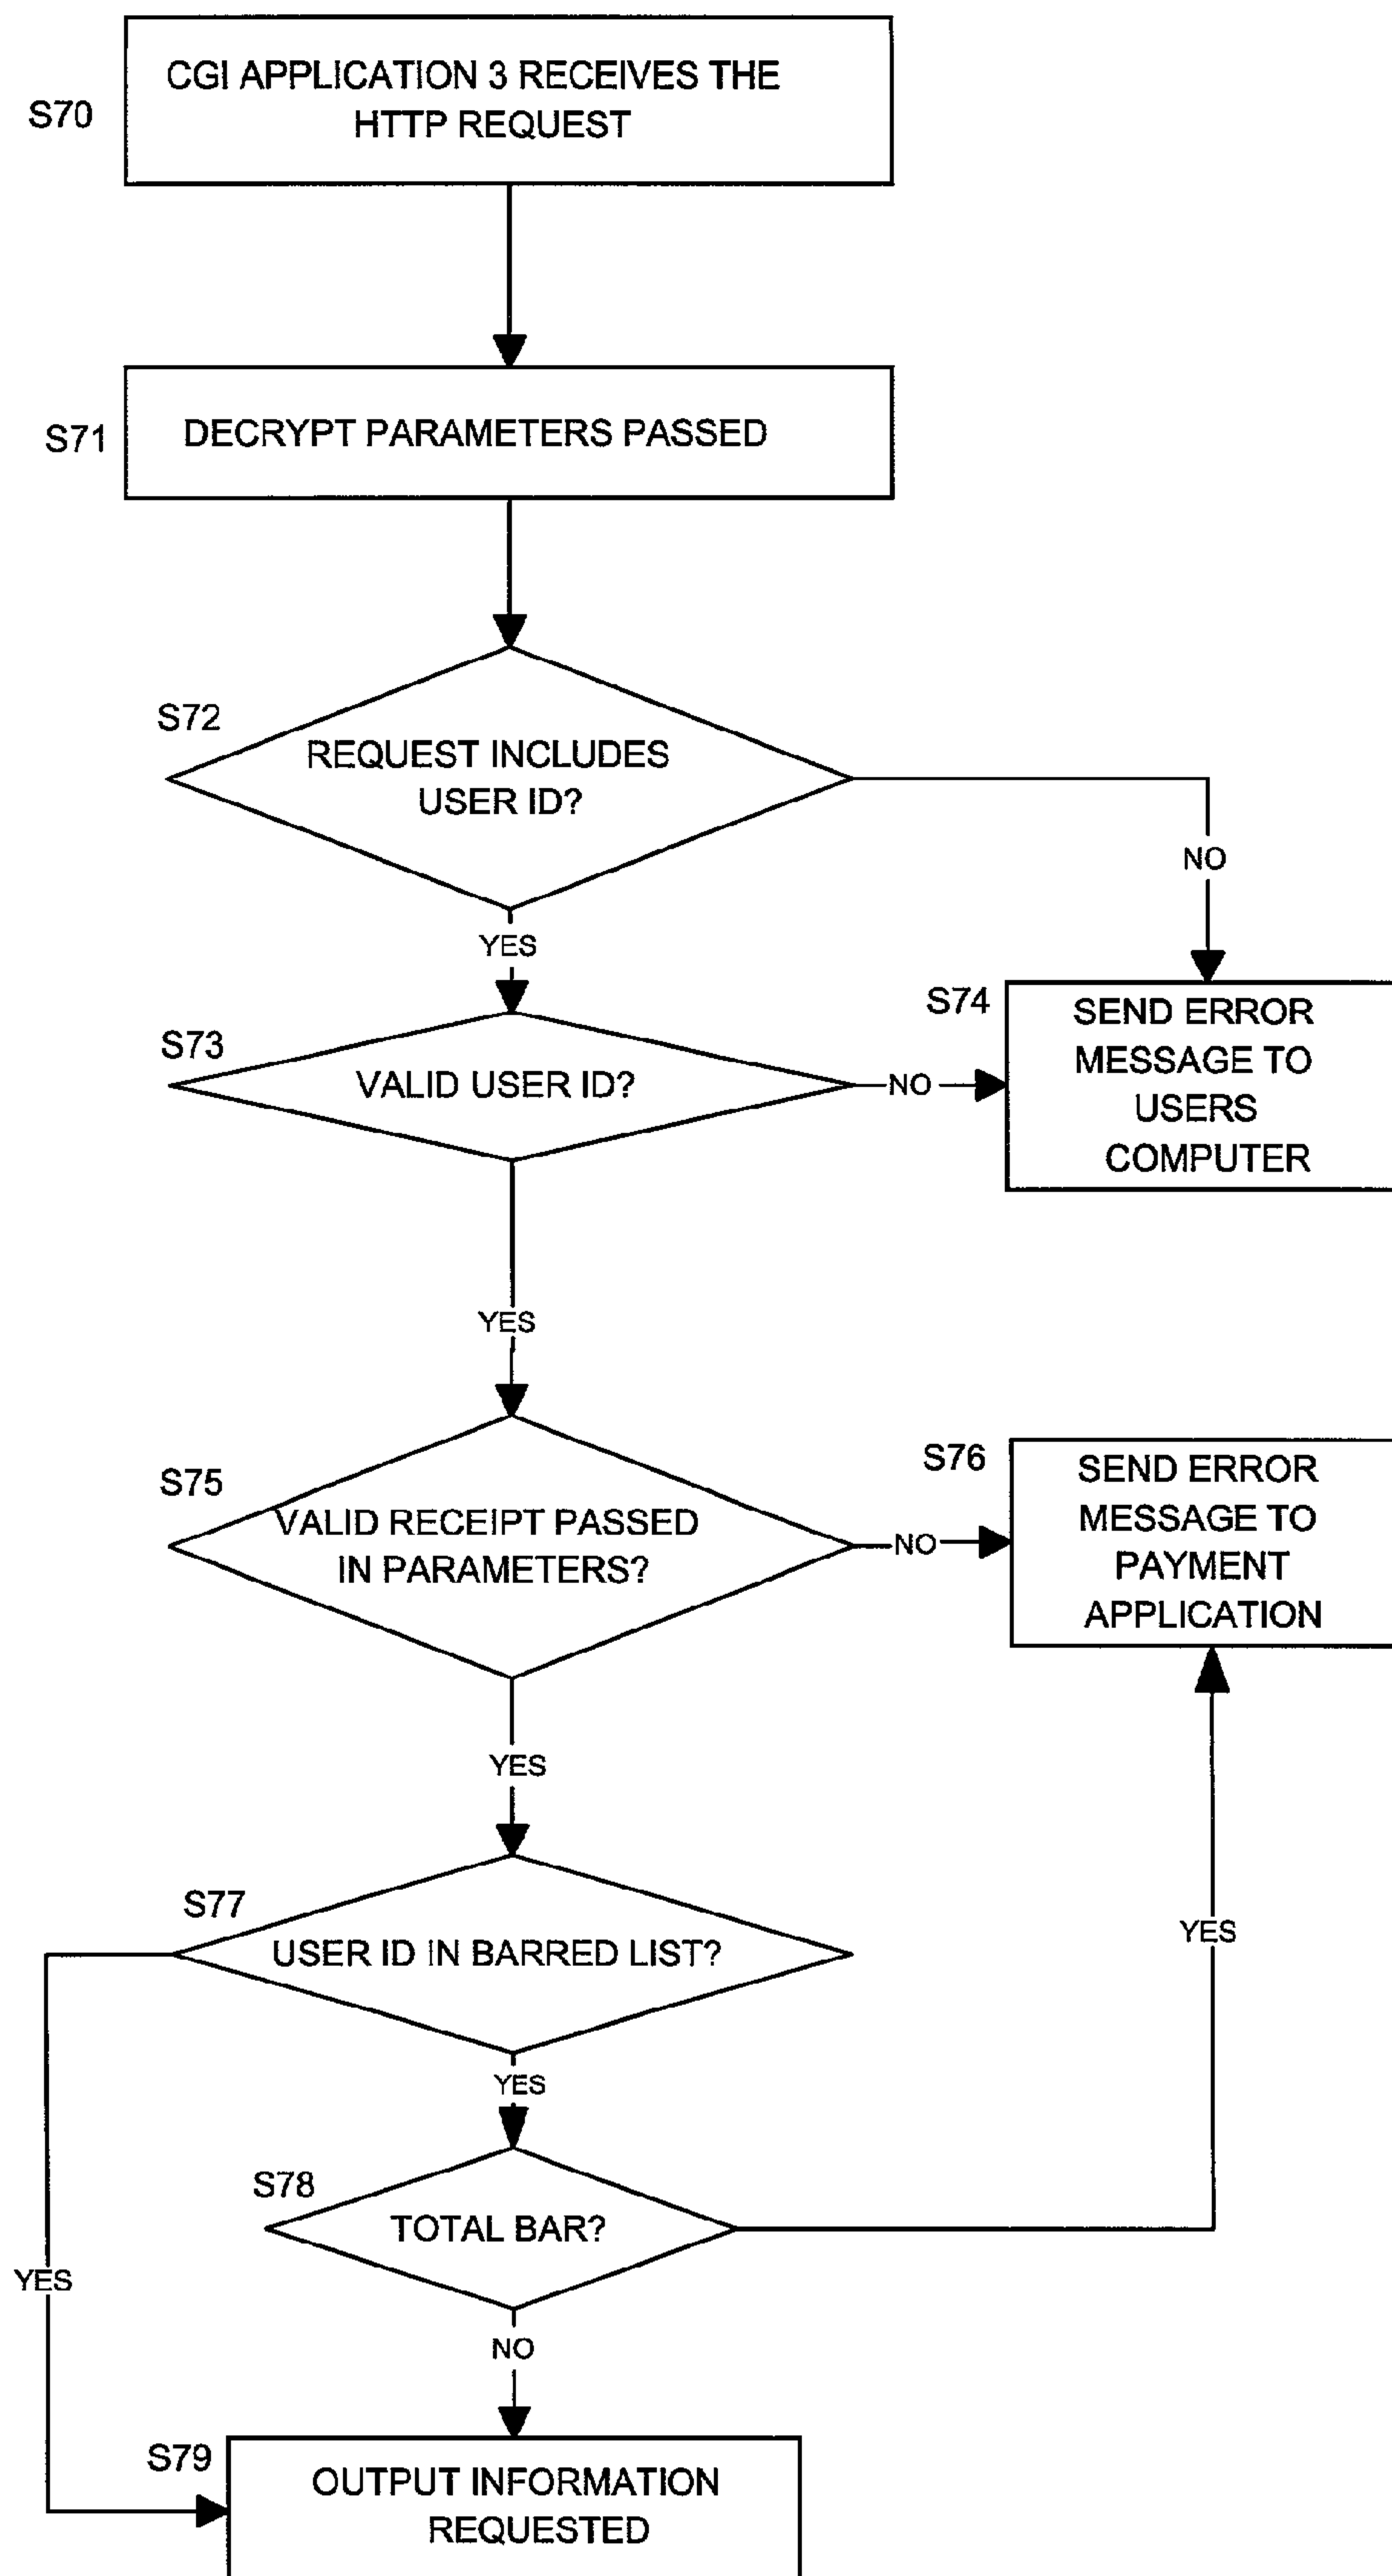 CGI APPLICATION 3 RECEIVES THE
HTTP REQUEST
S70
DECRYPT PARAMETERS PASSED
S71
S72
REQUEST INCLUDES
USER ID?
NO
YES
S73
VALID USER ID?
NO
S74
SEND ERROR
MESSAGE TO
USERS
COMPUTER
YES
S75
VALID RECEIPT PASSED
IN PARAMETERS?
NO
S76
SEND ERROR
MESSAGE TO
PAYMENT
APPLICATION
YES
S77
USER ID IN BARRED LIST?
YES
YES
S78
TOTAL BAR?
YES
NO
S79
OUTPUT INFORMATION
REQUESTED